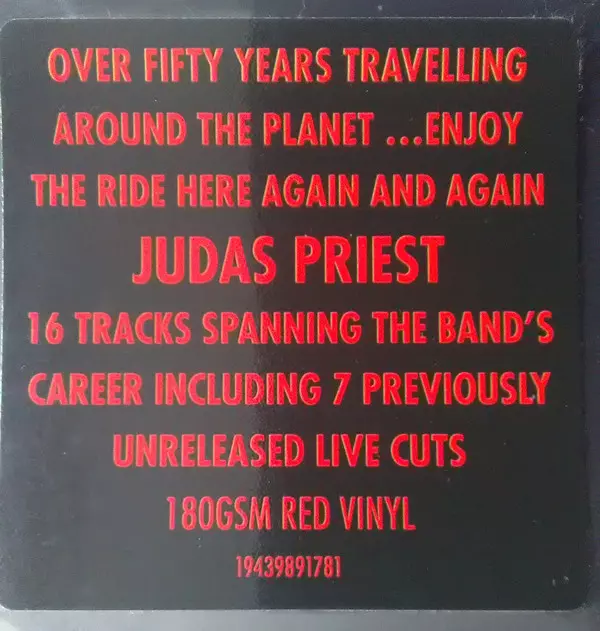 OVER FIFTY YEARS TRAVELLING
AROUND THE PLANET ...ENJOY
THE RIDE HERE AGAIN AND AGAIN
JUDAS PRIEST
16 TRACKS SPANNING THE BAND'S
CAREER INCLUDING 7 PREVIOUSLY
UNRELEASED LIVE CUTS
180GSM RED VINYL
19439891781